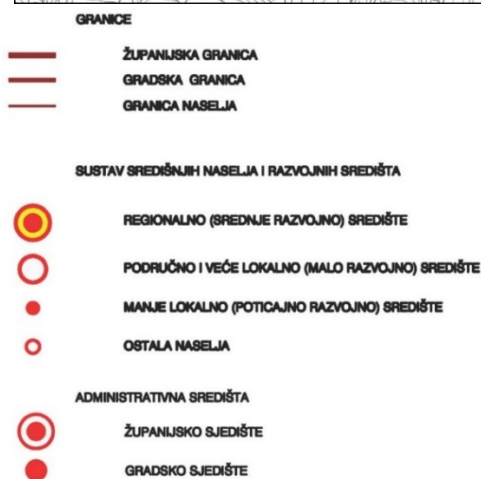 GRANICE
ŽUPANIJSKA GRANICA
GRADSKA GRANICA
GRANICA NASELJA
SUSTAV SREDIŠNJIH NASELJA I RAZVOJNIH SREDIŠTA
REGIONALNO (SREDNJE RAZVOJNO) SREDIŠTE
PODRUČNO I VEĆE LOKALNO (MALO RAZVOJNO) SREDIŠTE
MANJE LOKALNO (POTICAJNO RAZVOJNO) SREDIŠTE
OSTALA NASELJA
ADMINISTRATIVNA SREDIŠTA
ŽUPANIJSKO SJEDIŠTE
GRADSKO SJEDIŠTE